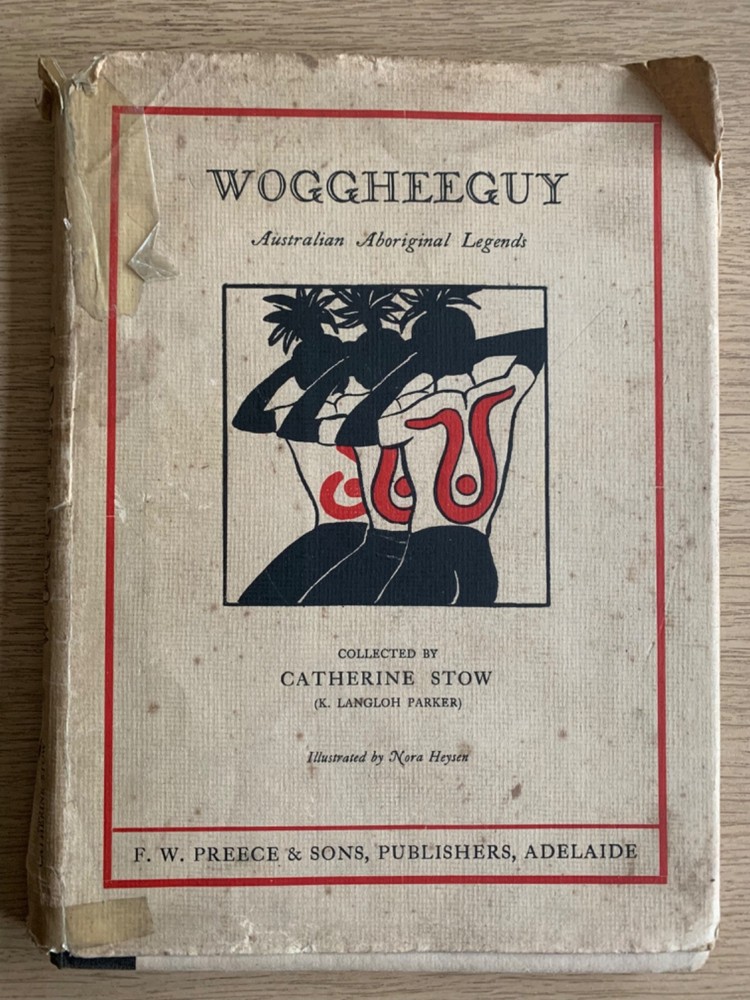 WOGGHEEGUY
Australian Aboriginal Legends
COLLECTED BY
CATHERINE STOW
(K. LANGLOH PARKER)
Illustrated by Nora Heysen
F. W. PREECE & SONS, PUBLISHERS, ADELAIDE